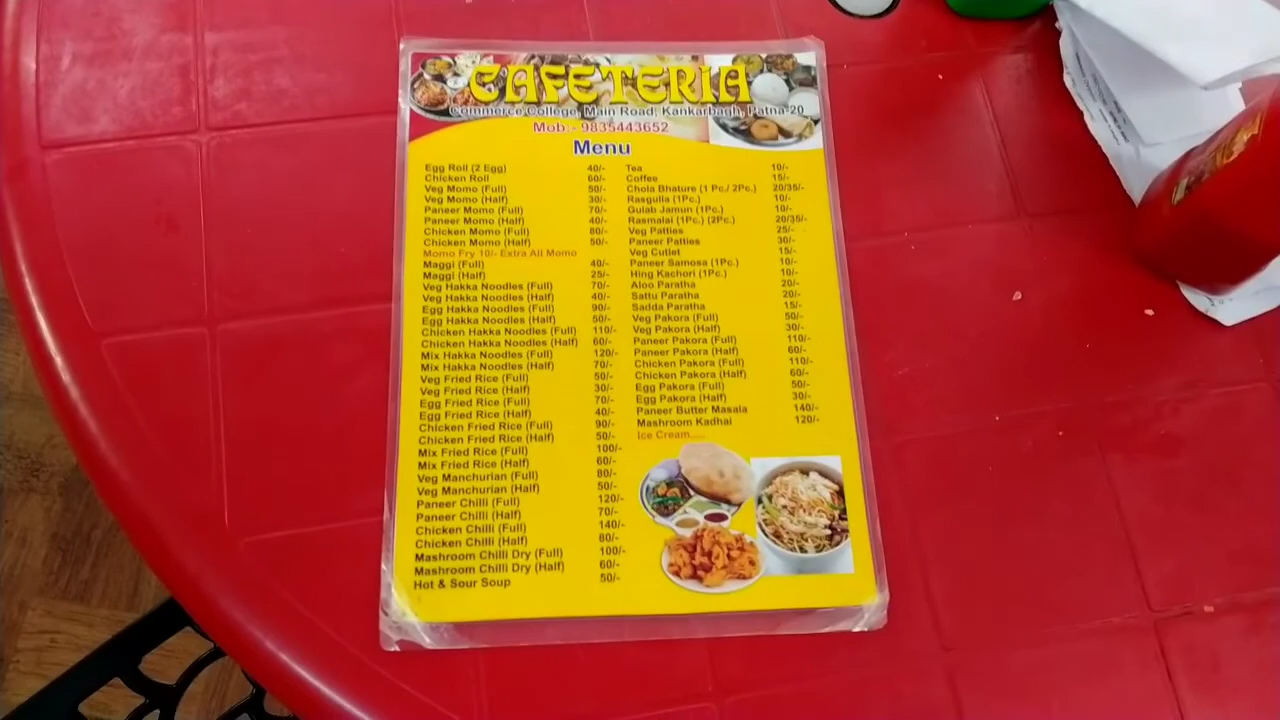 CAFETERIA
Commerce College, Main Road, Kankarbagh, Patna-20
Mob:- 9835443652
Menu
Egg Roll (2 Egg) 40/-
Chicken Roll 60/-
Veg Momo (Full) 50/-
Veg Momo (Half) 30/-
Paneer Momo (Full) 70/-
Paneer Momo (Half) 40/-
Chicken Momo (Full) 80/-
Chicken Momo (Half) 50/-
Momo Fry 10/- Extra All Momo
Maggi (Full) 40/-
Maggi (Half) 25/-
Veg Hakka Noodles (Full) 70/-
Veg Hakka Noodles (Half) 40/-
Egg Hakka Noodles (Full) 90/-
Egg Hakka Noodles (Half) 50/-
Chicken Hakka Noodles (Full) 110/-
Chicken Hakka Noodles (Half) 60/-
Mix Hakka Noodles (Full) 120/-
Mix Hakka Noodles (Half) 70/-
Veg Fried Rice (Full) 50/-
Veg Fried Rice (Half) 30/-
Egg Fried Rice (Full) 70/-
Egg Fried Rice (Half) 40/-
Chicken Fried Rice (Full) 90/-
Chicken Fried Rice (Half) 50/-
Mix Fried Rice (Full) 100/-
Mix Fried Rice (Half) 60/-
Veg Manchurian (Full) 80/-
Veg Manchurian (Half) 50/-
Paneer Chilli (Full) 120/-
Paneer Chilli (Half) 70/-
Chicken Chilli (Full) 140/-
Chicken Chilli (Half) 80/-
Mashroom Chilli Dry (Full) 100/-
Mashroom Chilli Dry (Half) 60/-
Hot & Sour Soup 50/-
Tea 10/-
Coffee 15/-
Chola Bhature (1 Pc./ 2Pc.) 20/35/-
Rasgulla (1Pc.) 10/-
Gulab Jamun (1Pc.) 10/-
Rasmalai (1Pc.) (2Pc.) 20/35/-
Veg Patties 25/-
Paneer Patties 30/-
Veg Cutlet 15/-
Paneer Samosa (1Pc.) 10/-
Hing Kachori (1Pc.) 10/-
Aloo Paratha 20/-
Sattu Paratha 20/-
Sadda Paratha 15/-
Veg Pakora (Full) 50/-
Veg Pakora (Half) 30/-
Paneer Pakora (Full) 110/-
Paneer Pakora (Half) 60/-
Chicken Pakora (Full) 110/-
Chicken Pakora (Half) 60/-
Egg Pakora (Full) 50/-
Egg Pakora (Half) 30/-
Paneer Butter Masala 140/-
Mashroom Kadhai 120/-
Ice Cream.....